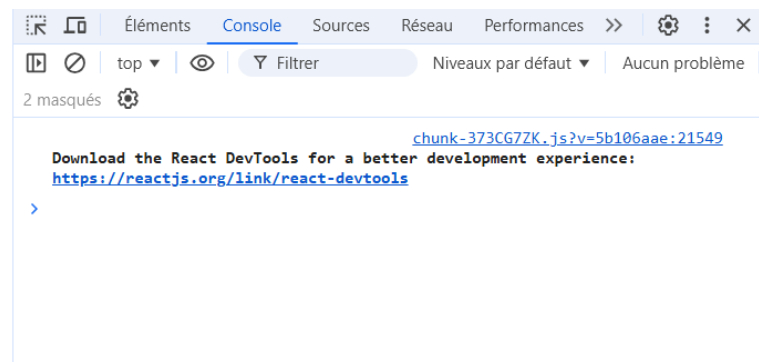 Éléments Console Sources Réseau Performances
top Filtrer Niveaux par défaut Aucun problème
2 masqués
chunk-373CG7ZK.js?v=5b106aae:21549
Download the React DevTools for a better development experience:
https://reactjs.org/link/react-devtools